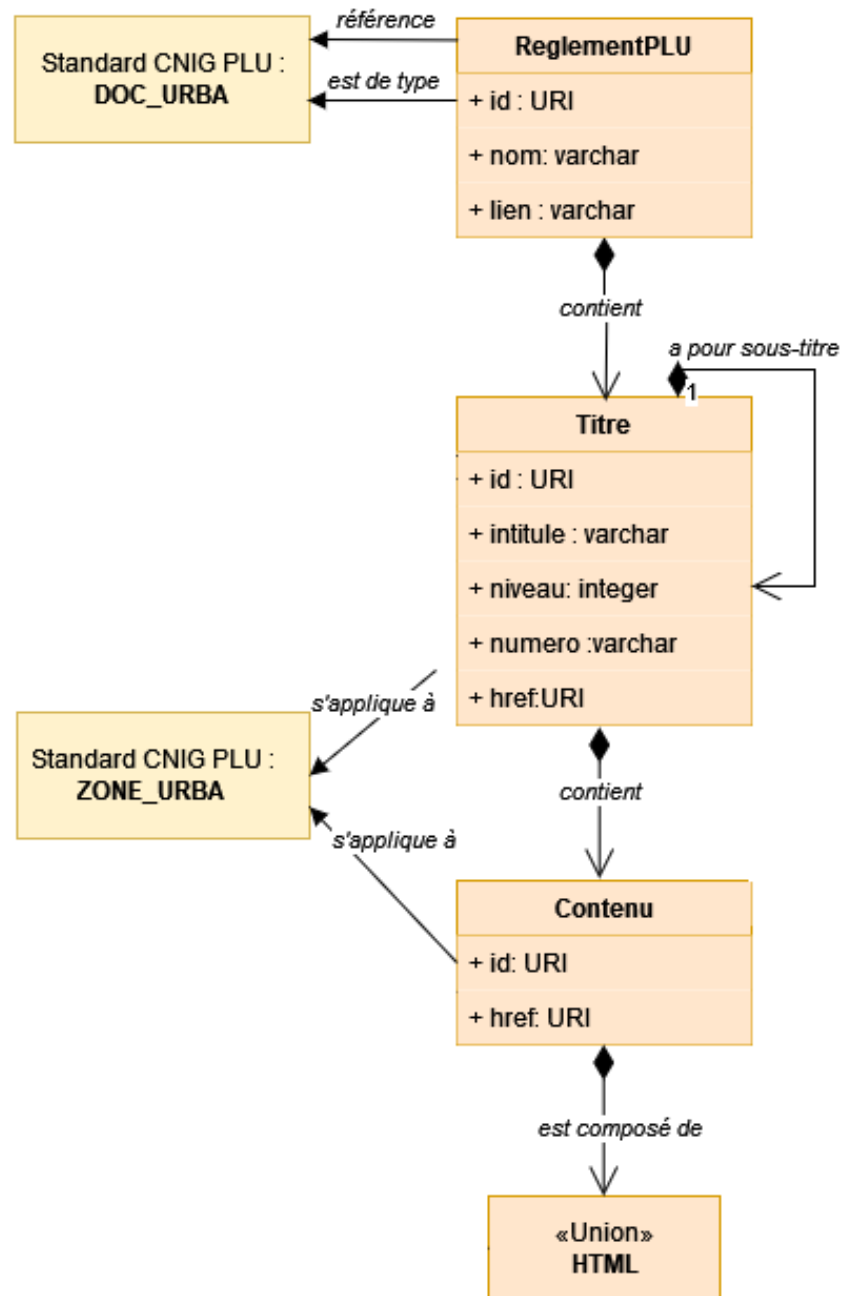 référence
Standard CNIG PLU :
DOC_URBA
est de type
ReglementPLU
+ id : URI
+ nom: varchar
+ lien : varchar
contient
a pour sous-titre
1
Titre
+ id : URI
+ intitule : varchar
+ niveau: integer
+ numero :varchar
+ href:URI
s'applique à
Standard CNIG PLU :
ZONE_URBA
contient
s'applique à
Contenu
+ id: URI
+ href: URI
est composé de
«Union»
HTML